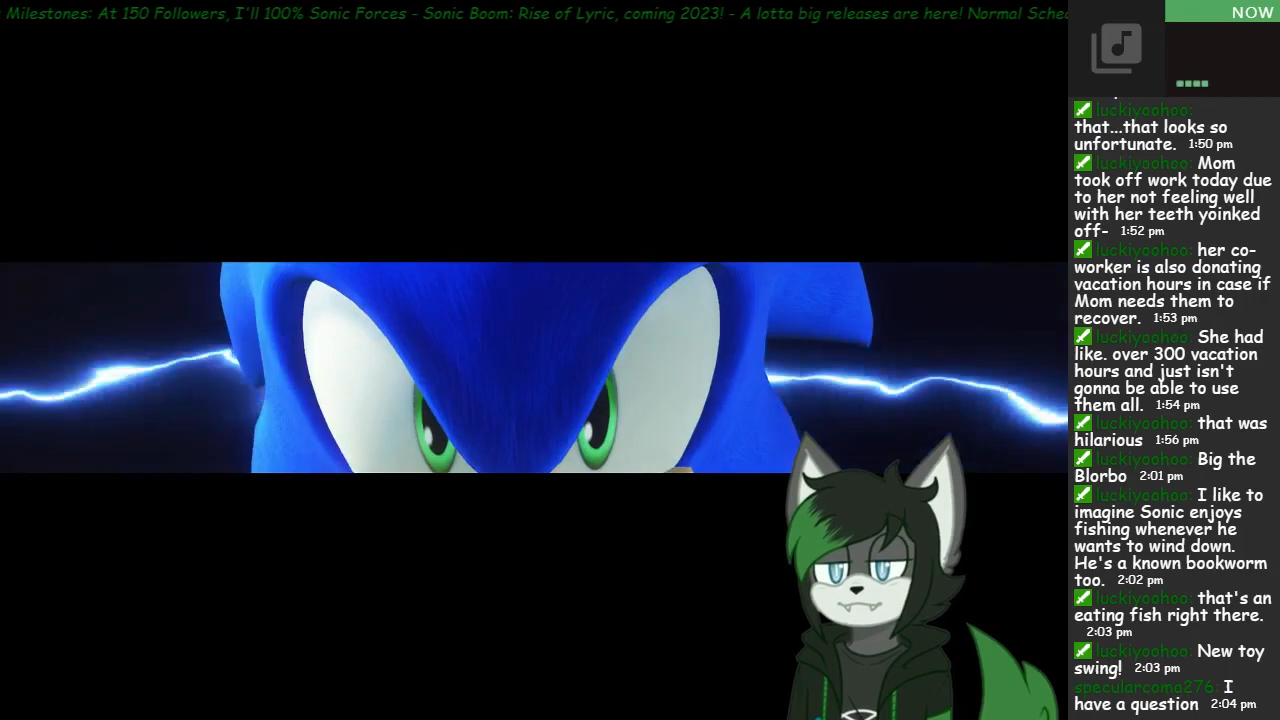 Milestones: At 150 Followers, I'll 100% Sonic Forces - Sonic Boom: Rise of Lyric, coming 2023! - A lotta big releases are here! Normal Sche
NOW
luckiyoohoo:
that...that looks so
unfortunate. 1:50 pm
luckiyoohoo: Mom
took off work today due
to her not feeling well
with her teeth yoinked
off- 1:52 pm
luckiyoohoo: her co-
worker is also donating
vacation hours in case if
Mom needs them to
recover. 1:53 pm
luckiyoohoo: She had
like. over 300 vacation
hours and just isn't
gonna be able to use
them all. 1:54 pm
luckiyoohoo: that was
hilarious 1:56 pm
luckiyoohoo: Big the
Blorbo 2:01 pm
luckiyoohoo: I like to
imagine Sonic enjoys
fishing whenever he
wants to wind down.
He's a known bookworm
too. 2:02 pm
luckiyoohoo: that's an
eating fish right there.
2:03 pm
luckiyoohoo: New toy
swing! 2:03 pm
specularcoma276: I
have a question 2:04 pm